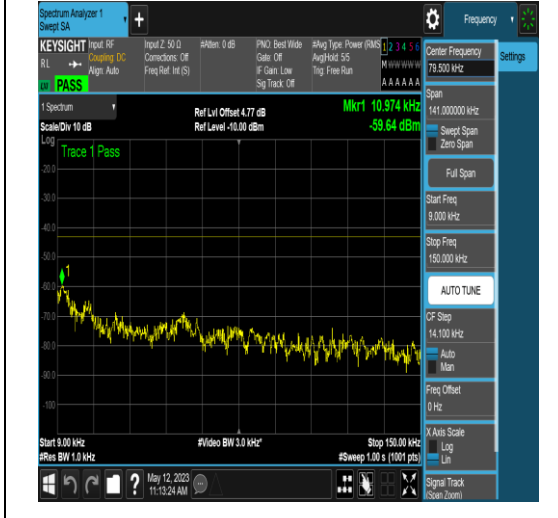 Spectrum Analyzer 1
Swept SA
+
Frequency
KEYSIGHT
RL
PASS
Input: RF
Coupling: DC
Align: Auto
Input Z: 50 Ω
Corrections: Off
Freq Ref: Int (S)
#Atten: 0 dB
PNO: Best Wide
Gate: Off
IF Gain: Low
Sig Track: Off
#Avg Type: Power (RMS
Avg|Hold: 5/5
Trig: Free Run
1 2 3 4 5 6
M W W W W W
A A A A A A
Center Frequency
79.500 kHz
Settings
Span
141.000000 kHz
Swept Span
Zero Span
Full Span
Start Freq
9.000 kHz
Stop Freq
150.000 kHz
AUTO TUNE
CF Step
14.100 kHz
Auto
Man
Freq Offset
0 Hz
X Axis Scale
Log
Lin
Signal Track
(Span Zoom)
1 Spectrum
Scale/Div 10 dB
Ref Lvl Offset 4.77 dB
Ref Level -10.00 dBm
Mkr1 10.974 kHz
-59.64 dBm
Log
Trace 1 Pass
-20.0
-30.0
-40.0
-50.0
1
-60.0
-70.0
-80.0
-90.0
-100
Start 9.00 kHz
#Res BW 1.0 kHz
#Video BW 3.0 kHz*
Stop 150.00 kHz
#Sweep 1.00 s (1001 pts)
?
May 12, 2023
11:13:24 AM